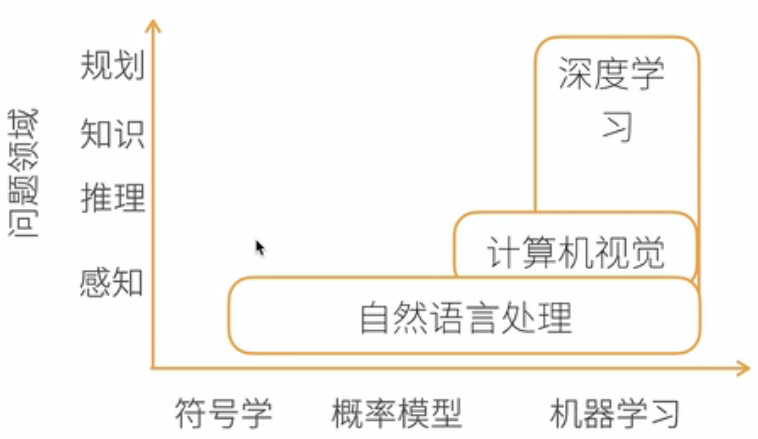 问题领域
规划
知识
推理
感知
深度学
习
计算机视觉
自然语言处理
符号学
概率模型
机器学习